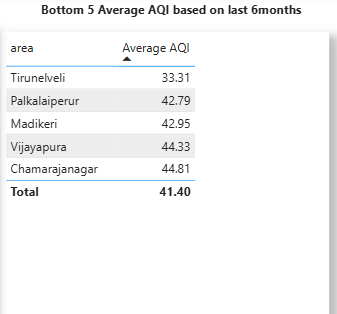 Bottom 5 Average AQI based on last 6months
area Average AQI
Tirunelveli 33.31
Palkalaiperur 42.79
Madikeri 42.95
Vijayapura 44.33
Chamarajanagar 44.81
Total 41.40